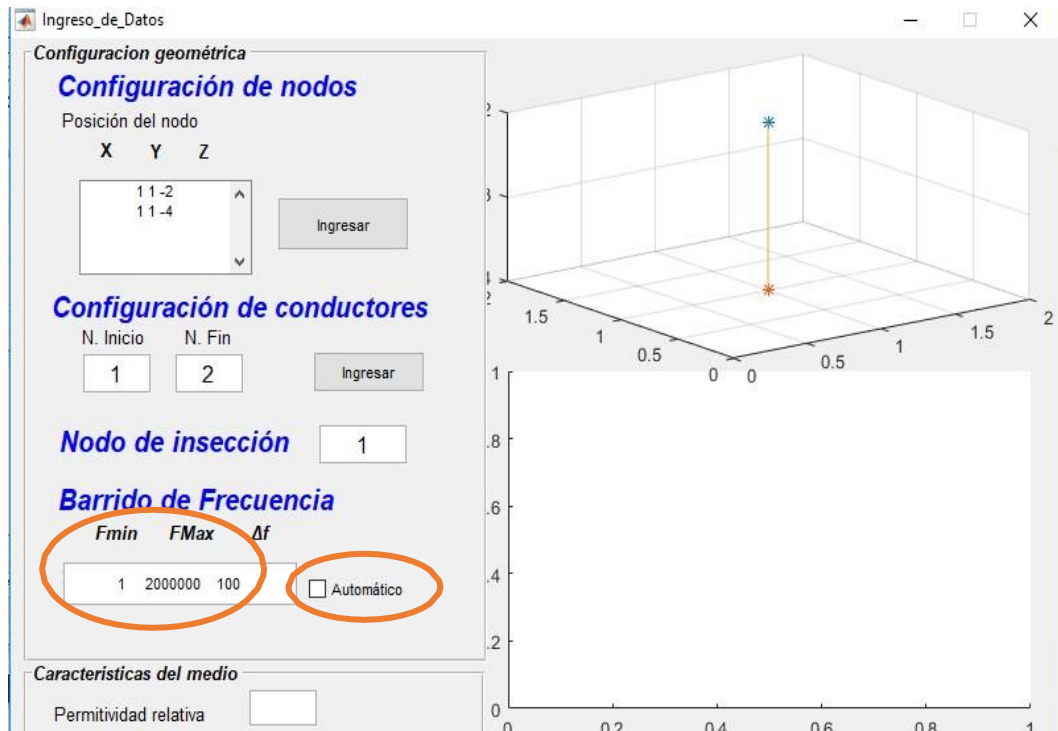 Ingreso_de_Datos
Configuracion geométrica
Configuración de nodos
Posición del nodo
X Y Z
1 1 -2
1 1 -4
Ingresar
Configuración de conductores
N. Inicio N. Fin
1 2 Ingresar
Nodo de insección 1
Barrido de Frecuencia
Fmin FMax Δf
1 2000000 100 Automático
Caracteristicas del medio
Permitividad relativa
2
3
4
2
1.5
1
0.5
0
0
0.5
1
1.5
2
1
.8
.6
.4
.2
0
0 0.2 0.4 0.6 0.8 1